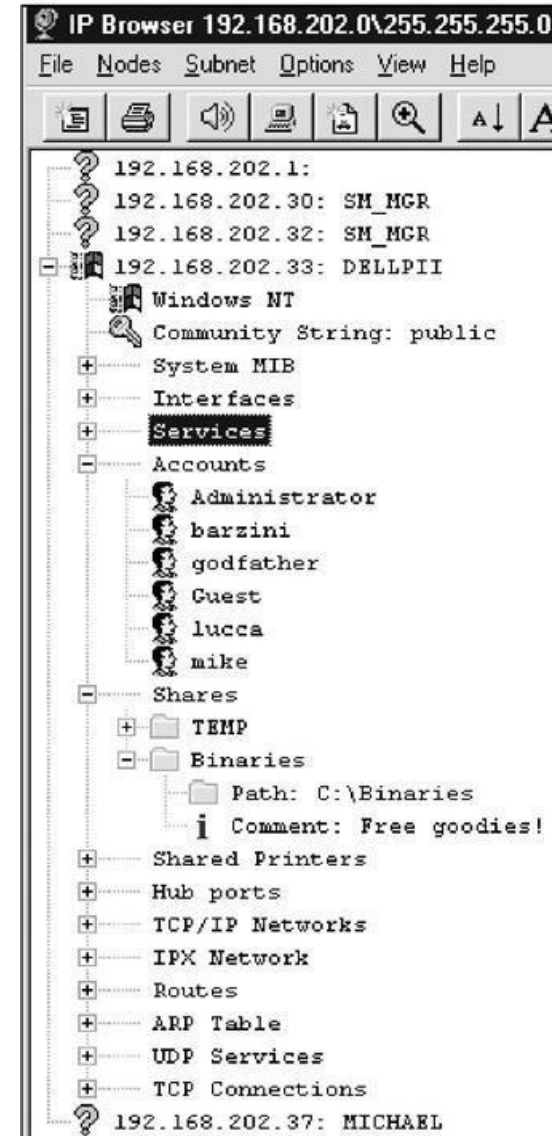 IP Browser 192.168.202.0\255.255.255.0
File Nodes Subnet Options View Help
A A
192.168.202.1:
192.168.202.30: SM_MGR
192.168.202.32: SM_MGR
192.168.202.33: DELLPII
Windows NT
Community String: public
System MIB
Interfaces
Services
Accounts
Administrator
barzini
godfather
Guest
lucca
mike
Shares
TEMP
Binaries
Path: C:\Binaries
Comment: Free goodies!
Shared Printers
Hub ports
TCP/IP Networks
IPX Network
Routes
ARP Table
UDP Services
TCP Connections
192.168.202.37: MICHAEL